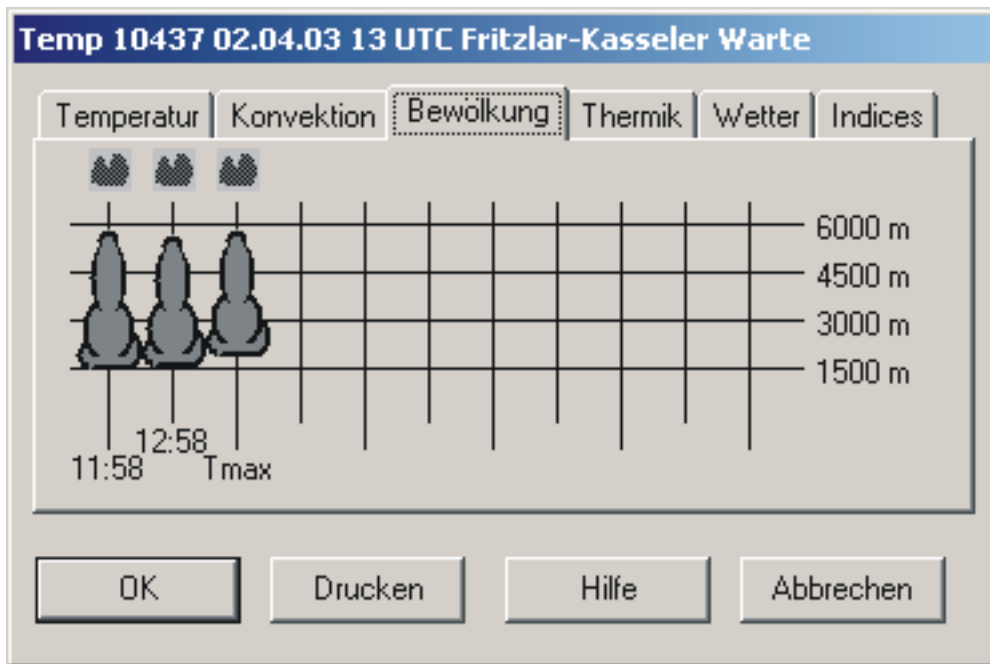 Temp 10437 02.04.03 13 UTC Fritzlar-Kasseler Warte
Temperatur Konvektion Bewölkung Thermik Wetter Indices
6000 m
4500 m
3000 m
1500 m
12:58
11:58 Tmax
OK Drucken Hilfe Abbrechen